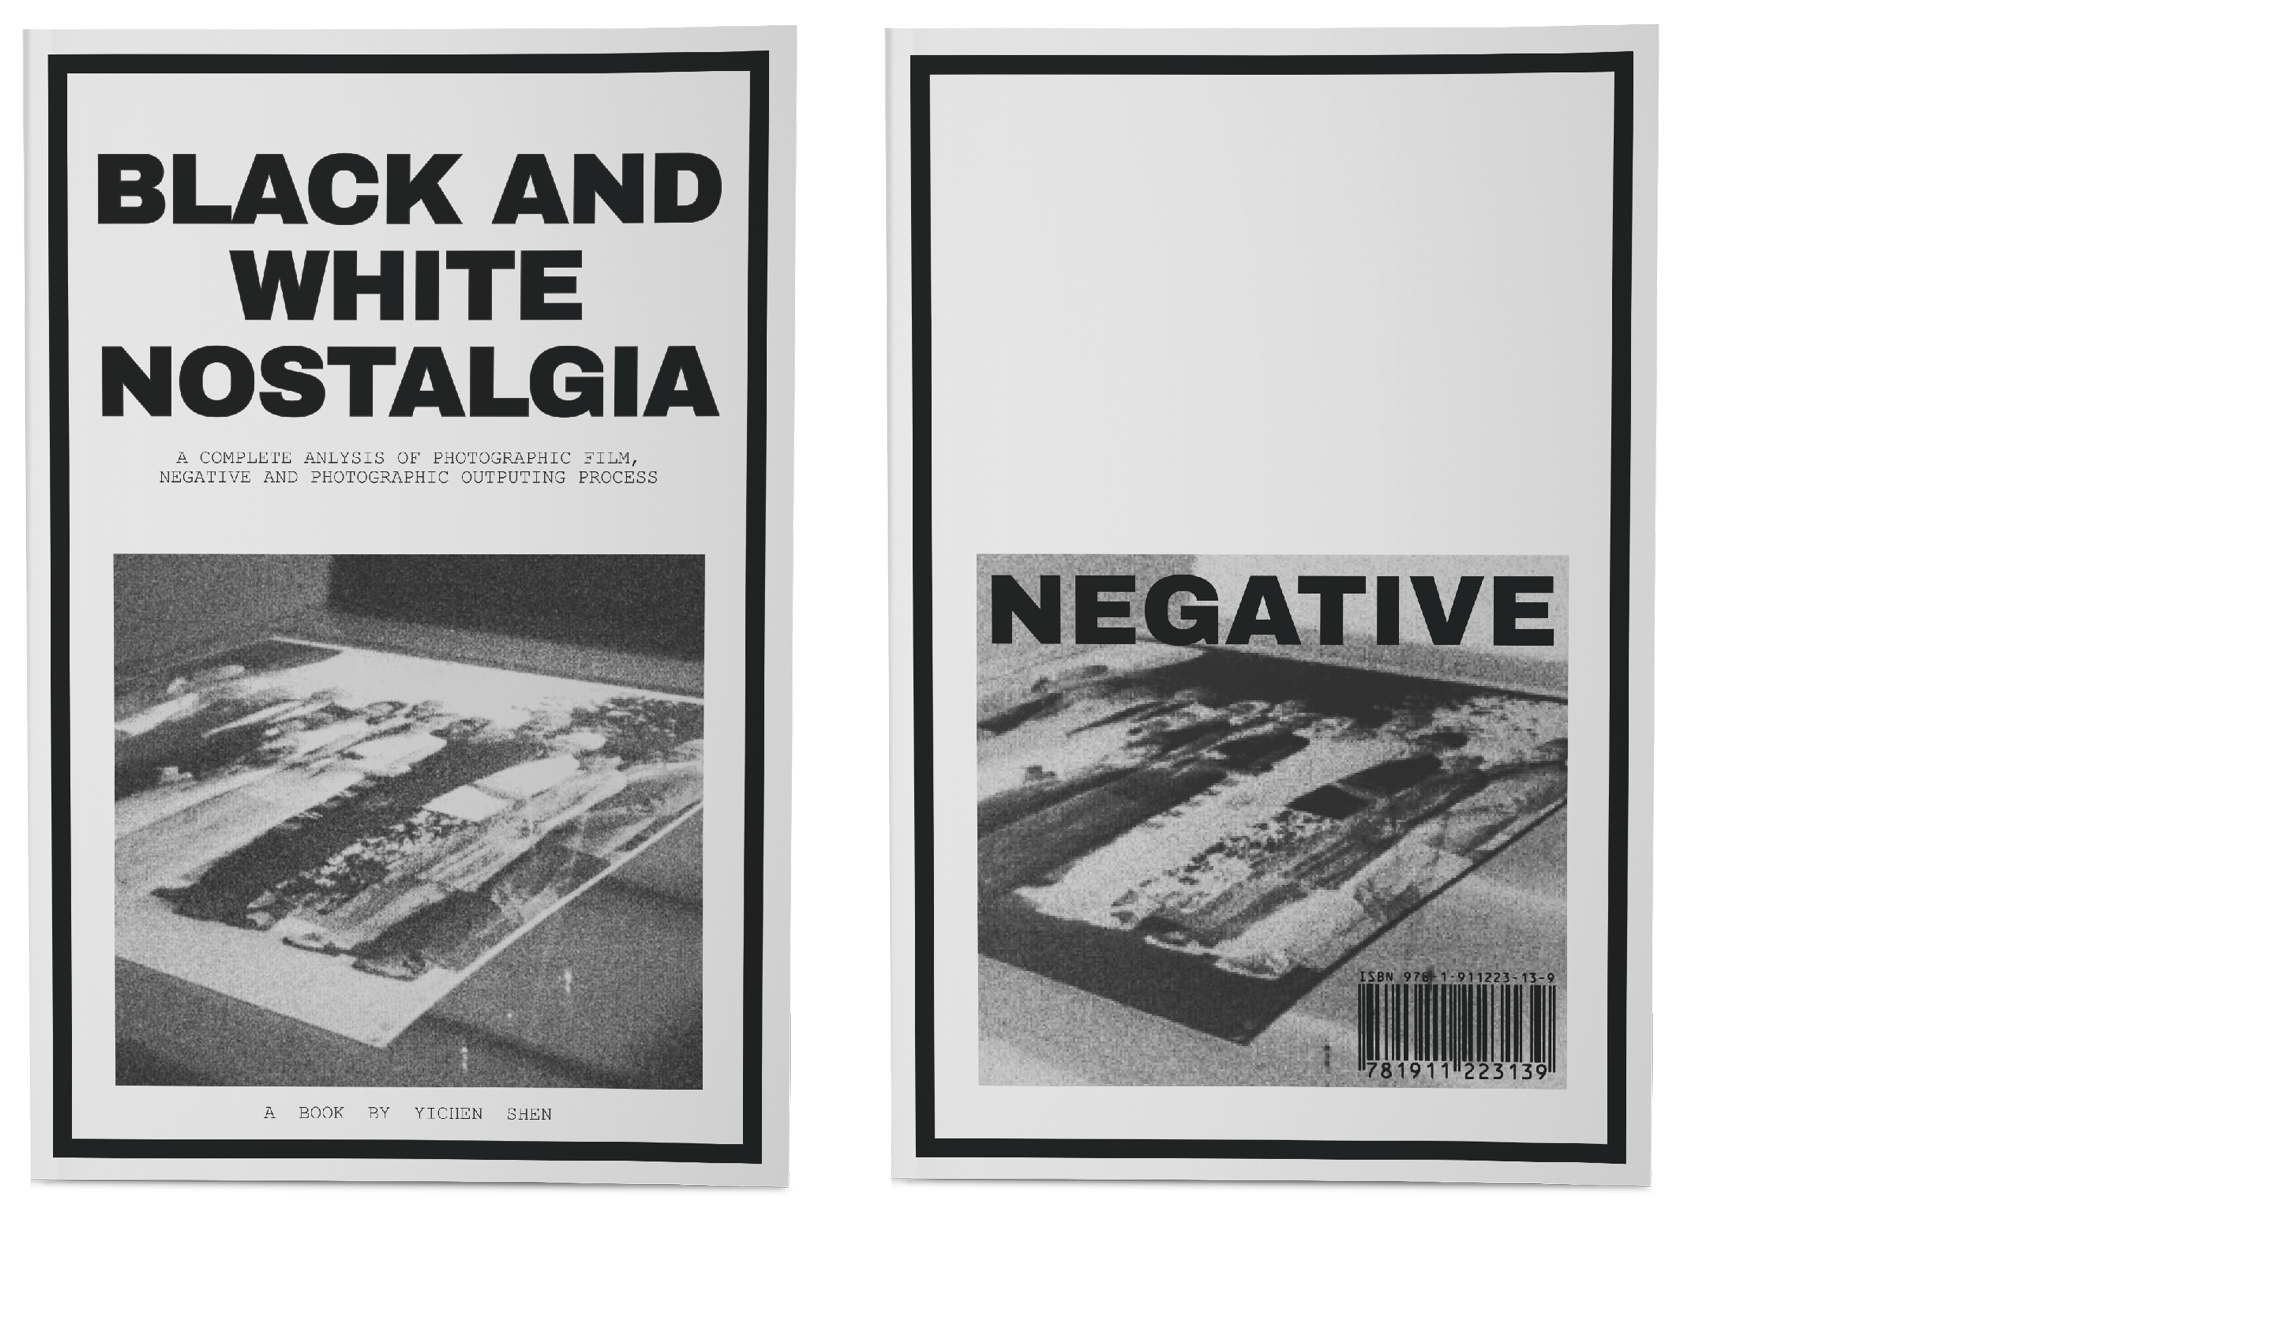 BLACK AND
WHITE
NOSTALGIA
A COMPLETE ANLYSIS OF PHOTOGRAPHIC FILM,
NEGATIVE AND PHOTOGRAPHIC OUTPUTING PROCESS
A BOOK BY YICHEN SHEN
NEGATIVE
ISBN 978-1-911223-13-9
781911 223139